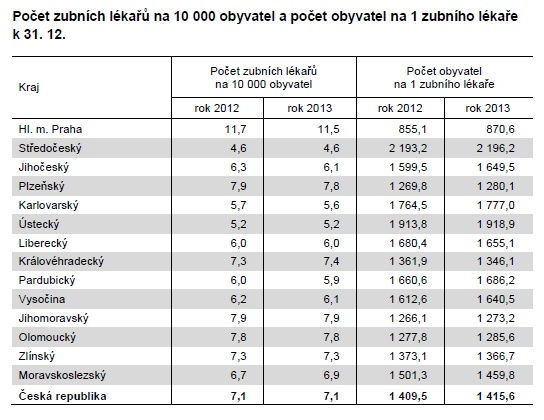 Počet zubních lékařů na 10 000 obyvatel a počet obyvatel na 1 zubního lékaře
k 31. 12.
Kraj
Počet zubních lékařů
na 10 000 obyvatel
Počet obyvatel
na 1 zubního lékaře
rok 2012 rok 2013 rok 2012 rok 2013
Hl. m. Praha 11,7 11,5 855,1 870,6
Středočeský 4,6 4,6 2 193,2 2 196,2
Jihočeský 6,3 6,1 1 599,5 1 649,5
Plzeňský 7,9 7,8 1 269,8 1 280,1
Karlovarský 5,7 5,6 1 764,5 1 777,0
Ústecký 5,2 5,2 1 913,8 1 918,9
Liberecký 6,0 6,0 1 680,4 1 655,1
Královéhradecký 7,3 7,4 1 361,9 1 346,1
Pardubický 6,0 5,9 1 660,6 1 686,2
Vysočina 6,2 6,1 1 612,6 1 640,5
Jihomoravský 7,9 7,9 1 266,1 1 273,2
Olomoucký 7,8 7,8 1 277,8 1 285,6
Zlínský 7,3 7,3 1 373,1 1 366,7
Moravskoslezský 6,7 6,9 1 501,3 1 459,8
Česká republika 7,1 7,1 1 409,5 1 415,6